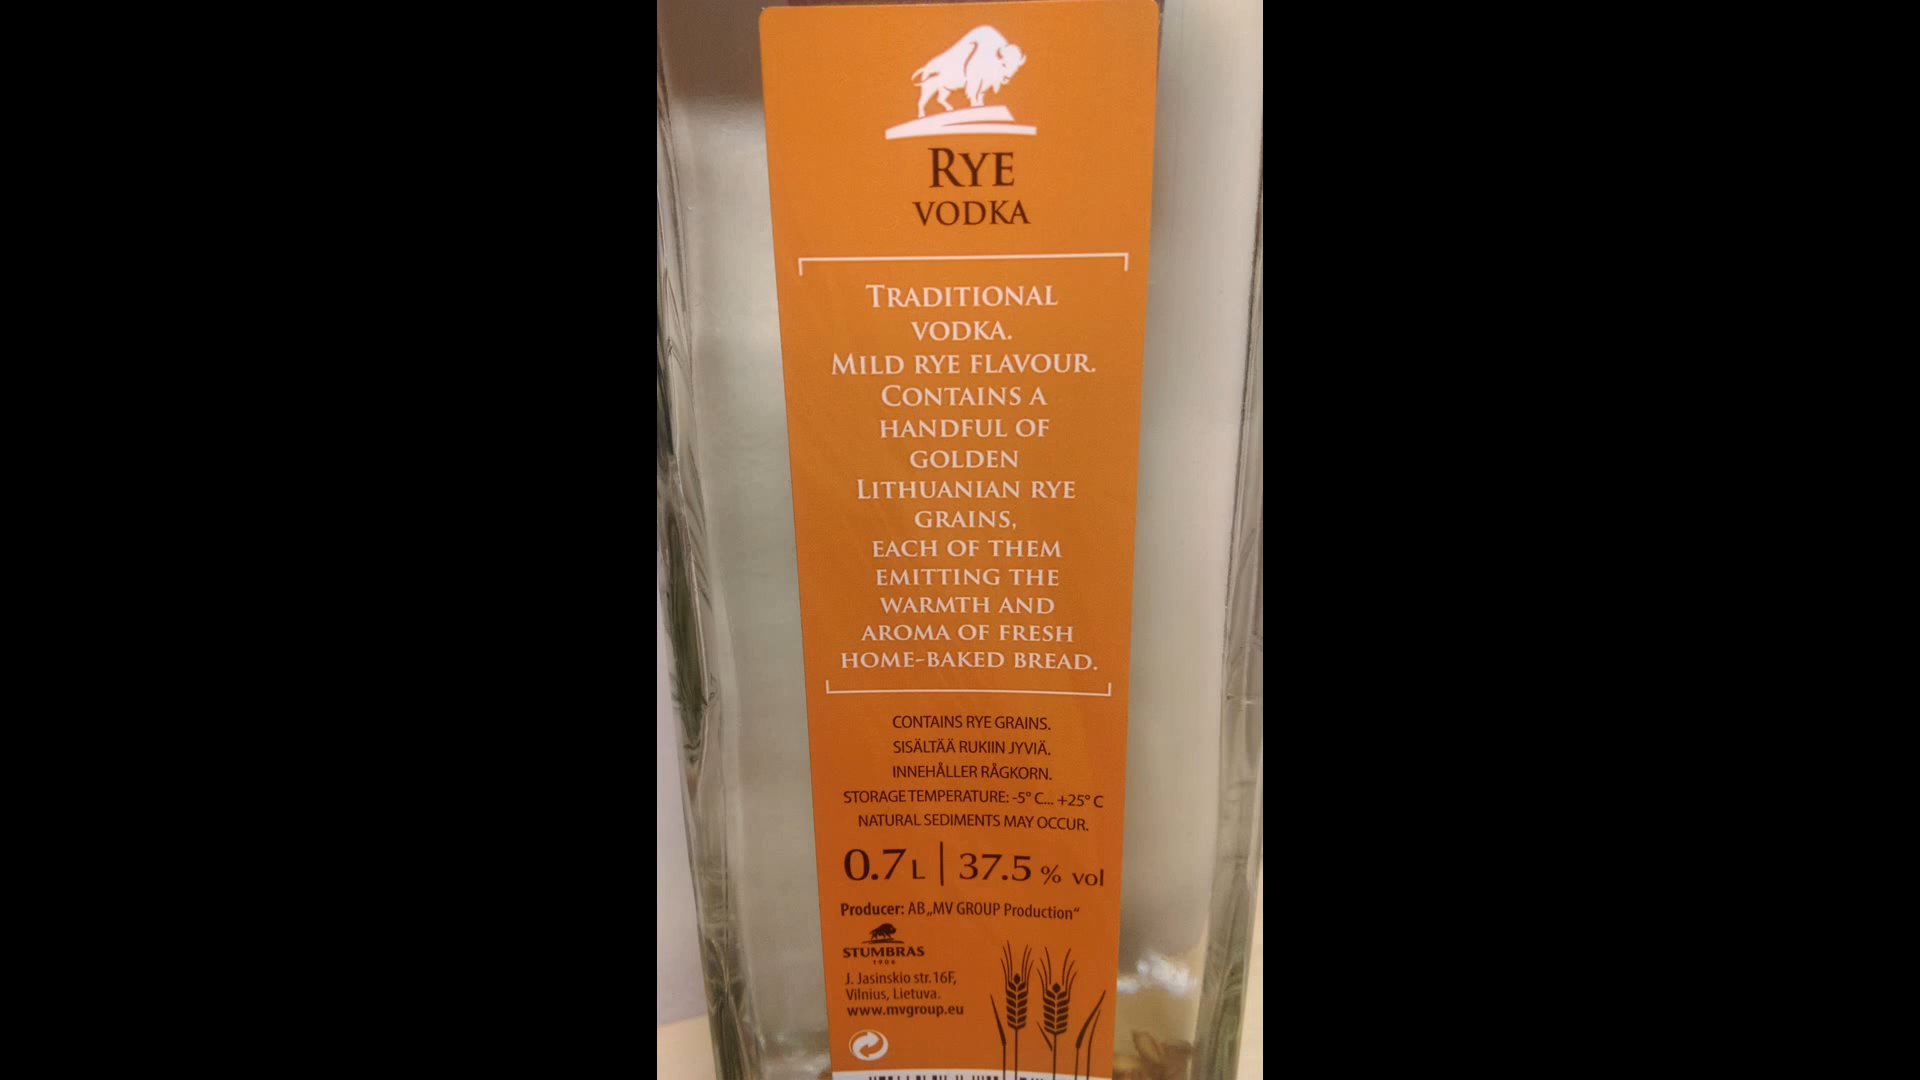 RYE
VODKA
TRADITIONAL
VODKA.
MILD RYE FLAVOUR.
CONTAINS A
HANDFUL OF
GOLDEN
LITHUANIAN RYE
GRAINS,
EACH OF THEM
EMITTING THE
WARMTH AND
AROMA OF FRESH
HOME-BAKED BREAD.
CONTAINS RYE GRAINS.
SISÄLTÄÄ RUKIIN JYVIÄ.
INNEHÅLLER RÅGKORN.
STORAGE TEMPERATURE: -5° C... +25° C
NATURAL SEDIMENTS MAY OCCUR.
0.7 L | 37.5 % vol
Producer: AB „MV GROUP Production“
STUMBRAS
1906
J. Jasinskio str. 16F,
Vilnius, Lietuva.
www.mvgroup.eu